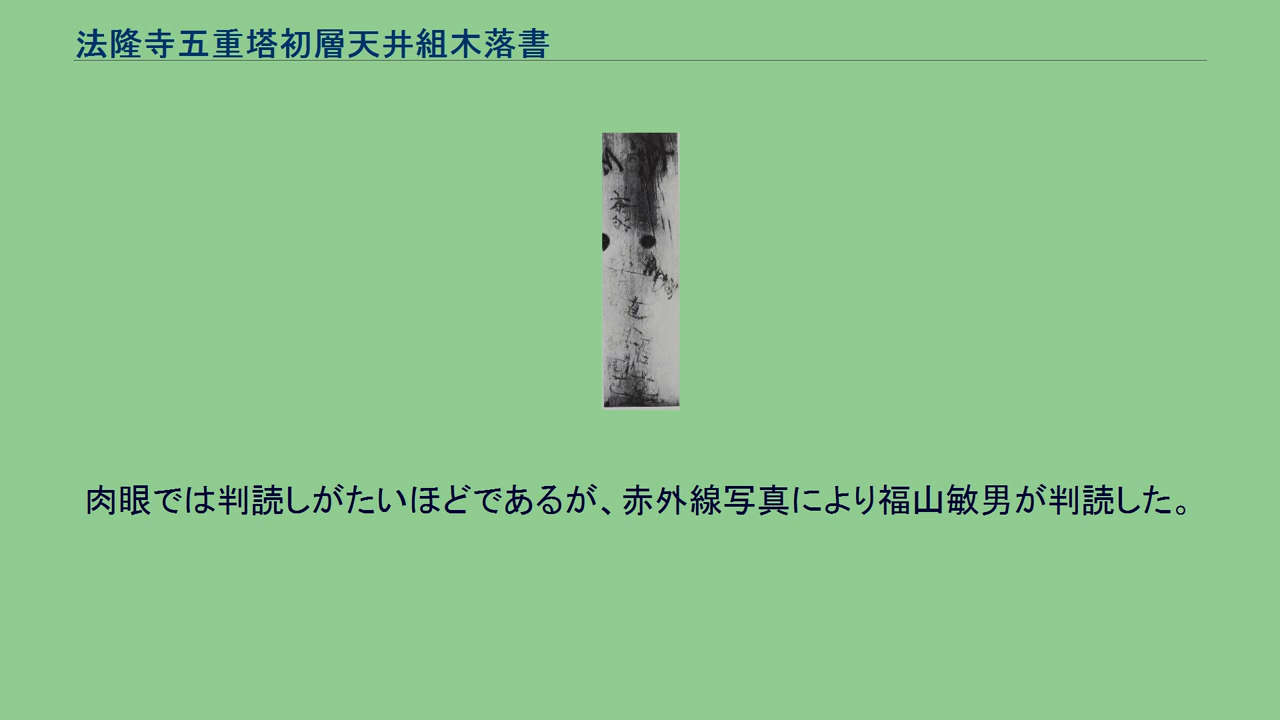 法隆寺五重塔初層天井組木落書
肉眼では判読しがたいほどであるが、赤外線写真により福山敏男が判読した。